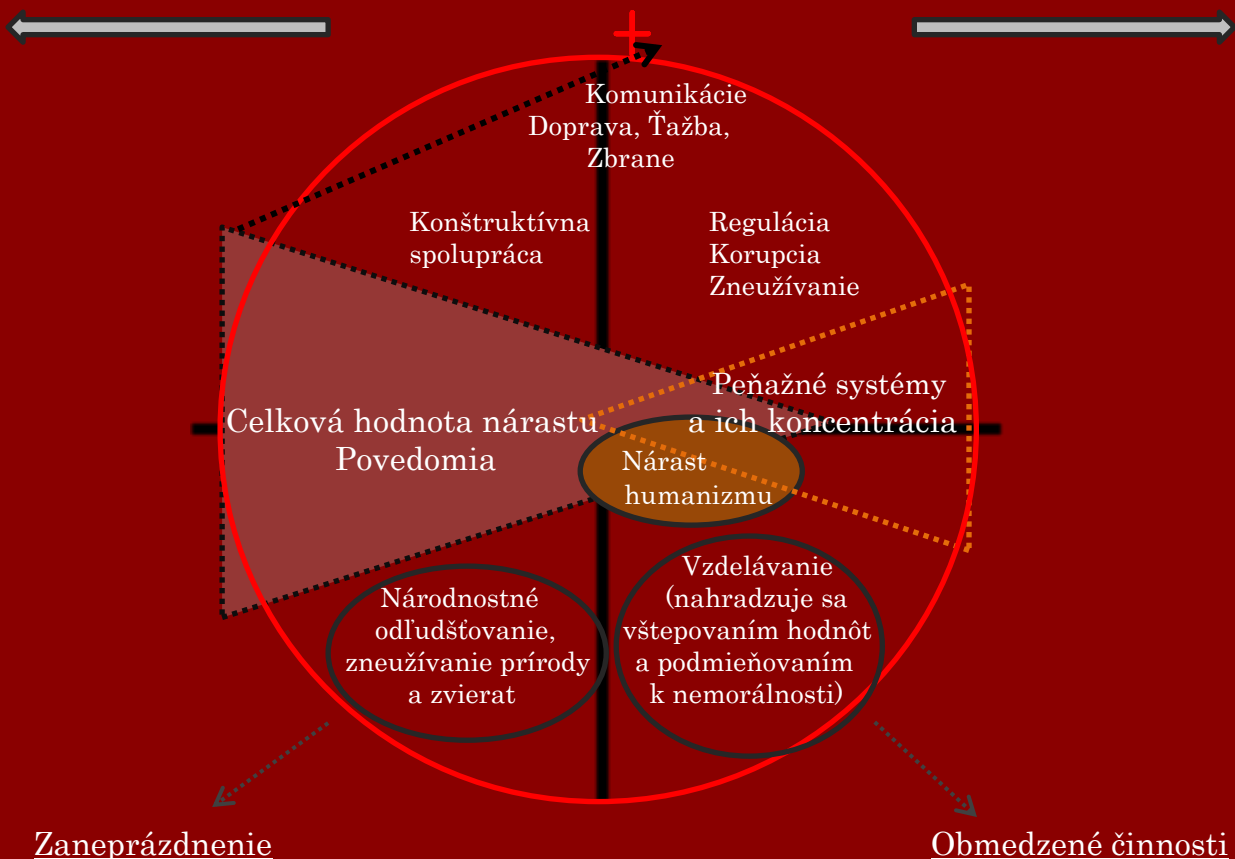 Komunikácie
Doprava, Ťažba,
Zbrane
Konštruktívna
spolupráca
Regulácia
Korupcia
Zneužívanie
Celková hodnota nárastu
Povedomia
Peňažné systémy
a ich koncentrácia
Nárast
humanizmu
Národnostné
odľudšťovanie,
zneužívanie prírody
a zvierat
Vzdelávanie
(nahradzuje sa
vštepovaním hodnôt
a podmieňovaním
k nemorálnosti)
Zaneprázdnenie
Obmedzené činnosti